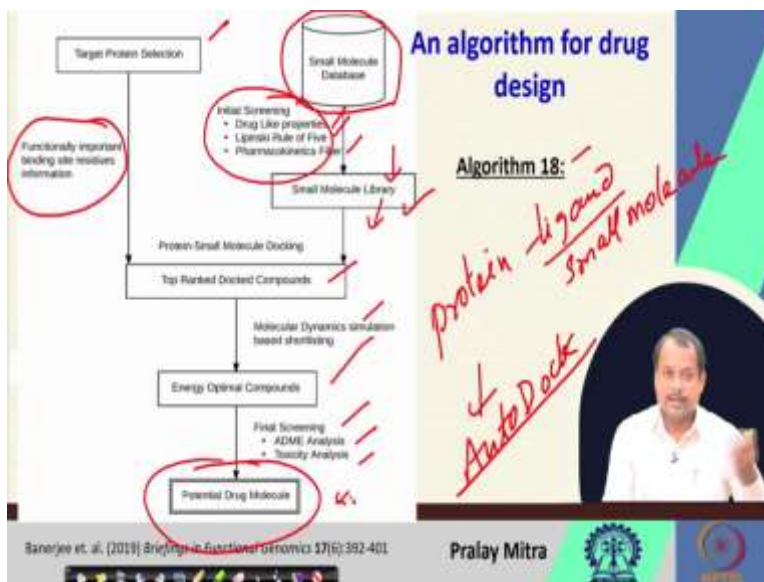 An algorithm for drug
design
Target Protein Selection
Small Molecule
Database
Initial Screening
• Drug Like properties
• Lipinski Rule of Five
• Pharmacokinetics Filter
Functionally important
binding site residues
information
Small Molecule Library
Algorithm 18:
Protein-Small Molecule Docking
Top Ranked Docked Compounds
protein - ligand
small molecule
Molecular Dynamics simulation
based shortlisting
AutoDock
Energy Optimal Compounds
Final Screening
• ADME Analysis
• Toxicity Analysis
Potential Drug Molecule
Banerjee et. al. (2019) Briefings in Functional Genomics 17(6):392-401
Pralay Mitra